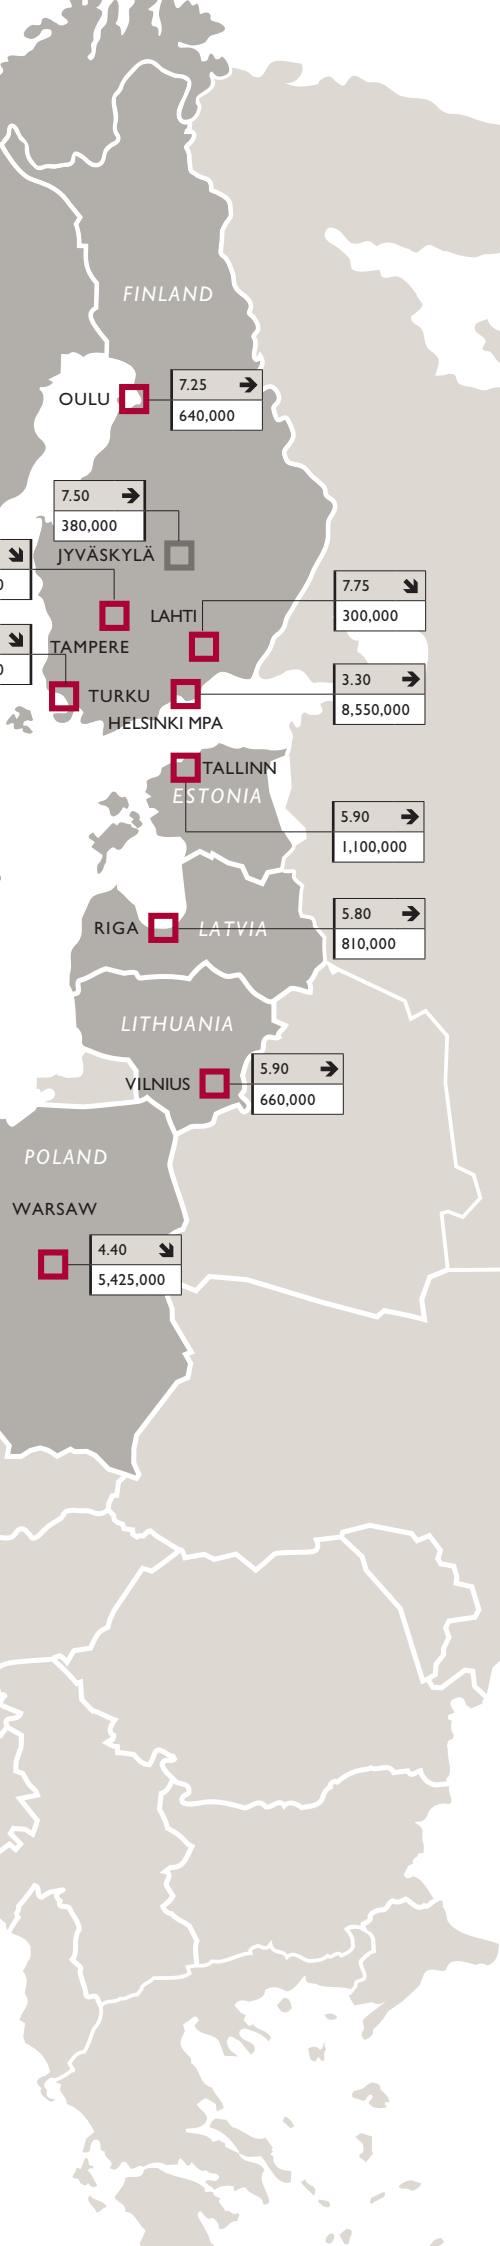 FINLAND
OULU
7.25
640,000
7.50
380,000
JYVÄSKYLÄ
7.75
300,000
LAHTI
0
TAMPERE
0
3.30
8,550,000
TURKU
HELSINKI MPA
TALLINN
ESTONIA
5.90
1,100,000
5.80
810,000
RIGA
LATVIA
LITHUANIA
5.90
660,000
VILNIUS
POLAND
WARSAW
4.40
5,425,000